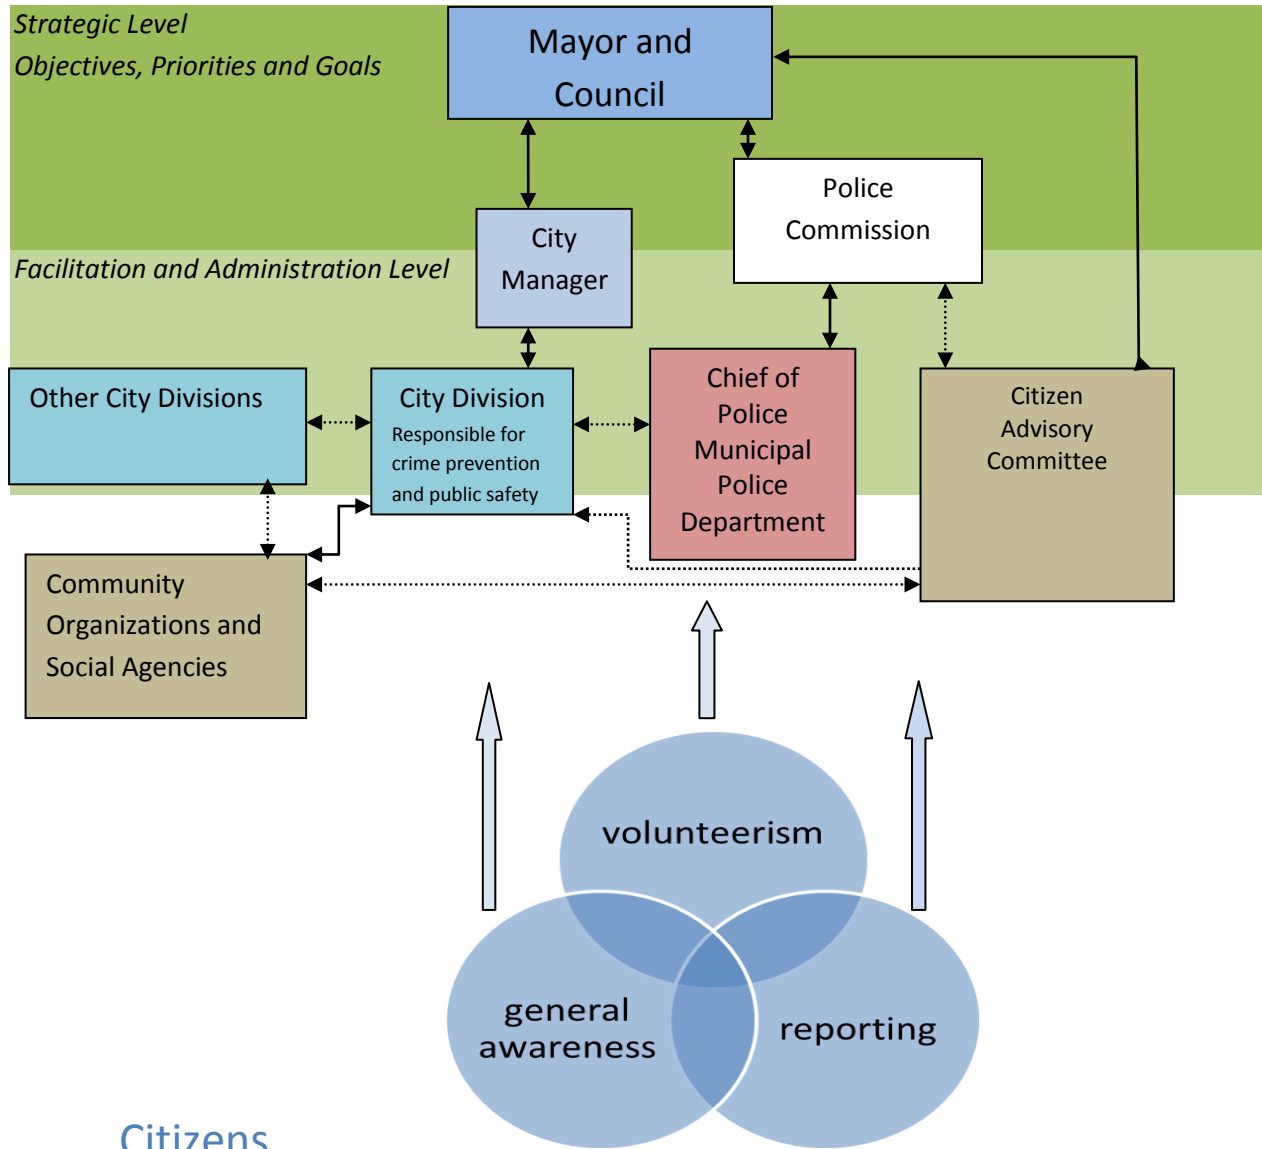 Strategic Level
Objectives, Priorities and Goals
Mayor and
Council
Police
Commission
City
Manager
Facilitation and Administration Level
Other City Divisions
City Division
Responsible for
crime prevention
and public safety
Chief of
Police
Municipal
Police
Department
Citizen
Advisory
Committee
Community
Organizations and
Social Agencies
volunteerism
general
awareness
reporting
Citizens